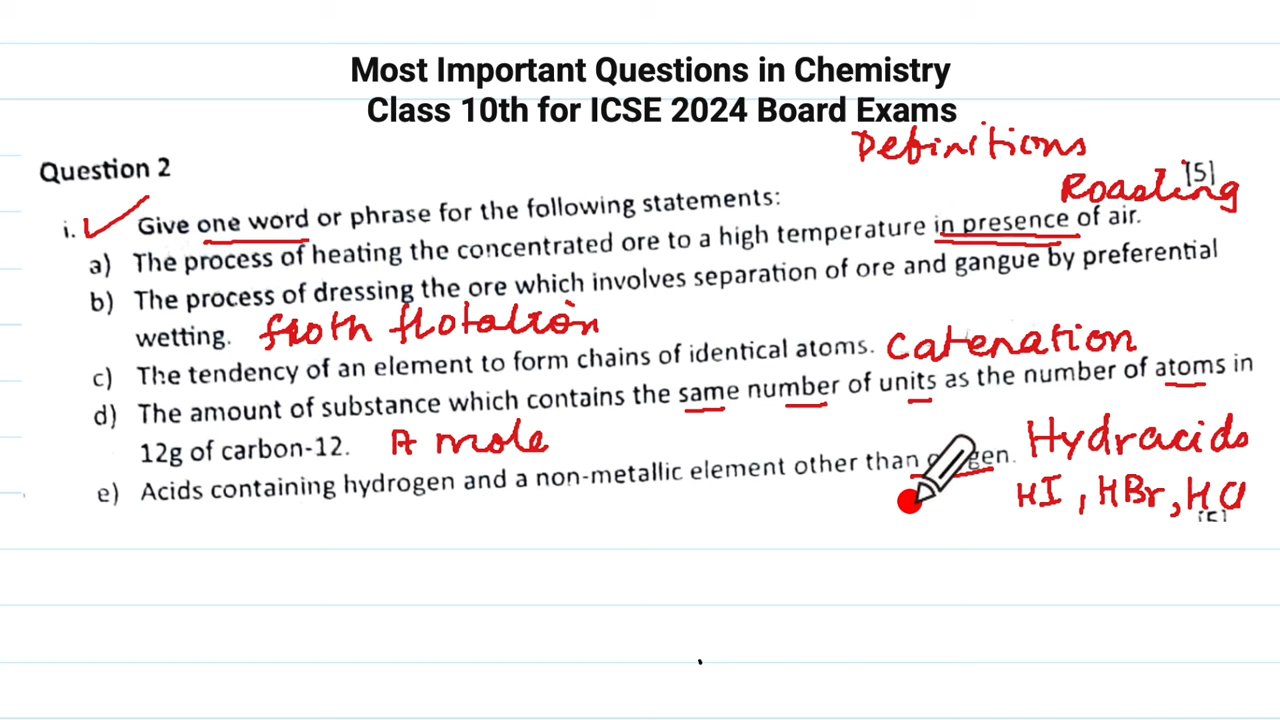 Most Important Questions in Chemistry
Class 10th for ICSE 2024 Board Exams
Definitions
Question 2
[5]
Roasting
i. Give one word or phrase for the following statements:
a) The process of heating the concentrated ore to a high temperature in presence of air.
b) The process of dressing the ore which involves separation of ore and gangue by preferential
wetting. froth flotation
c) The tendency of an element to form chains of identical atoms. Catenation
d) The amount of substance which contains the same number of units as the number of atoms in
12g of carbon-12. A mole
Hydracids
e) Acids containing hydrogen and a non-metallic element other than
HI, HBr, HCl